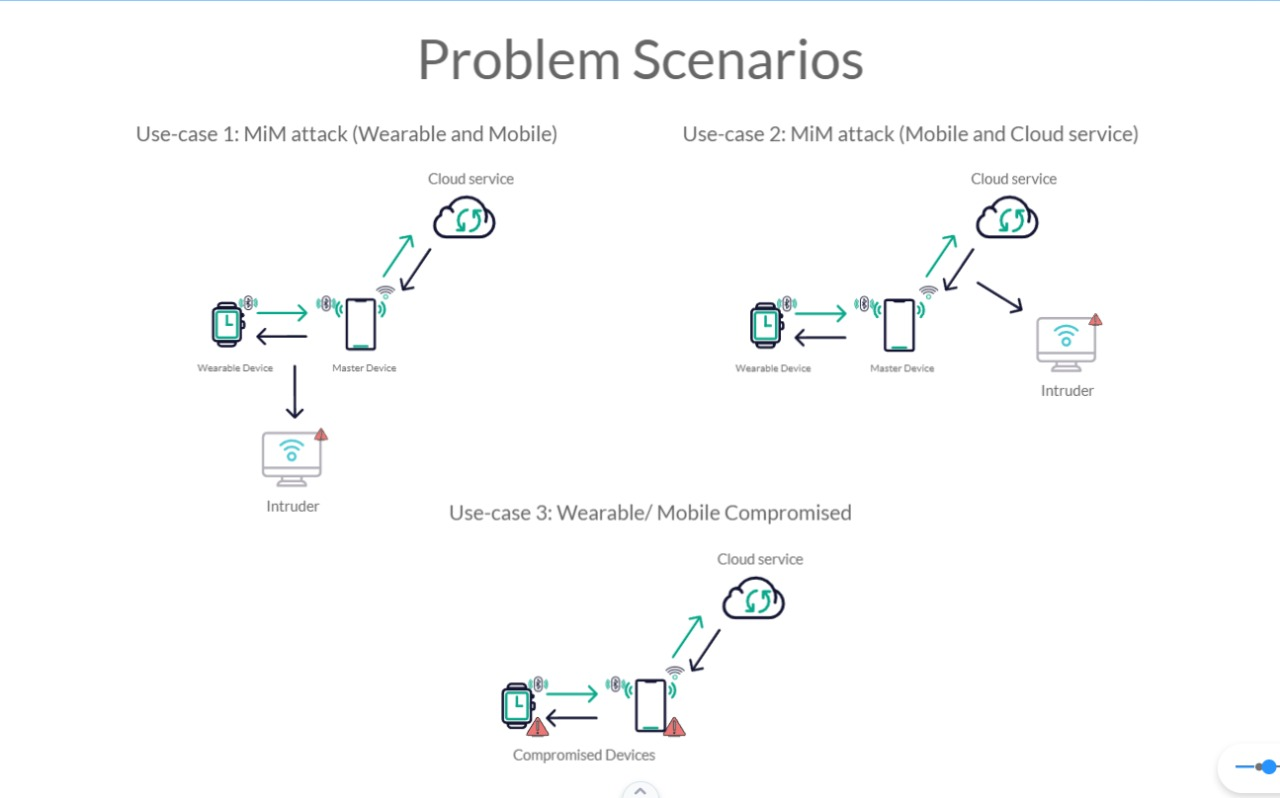 Problem Scenarios
Use-case 1: MiM attack (Wearable and Mobile)
Cloud service
Wearable Device
Master Device
Intruder
Use-case 2: MiM attack (Mobile and Cloud service)
Cloud service
Wearable Device
Master Device
Intruder
Use-case 3: Wearable/ Mobile Compromised
Cloud service
Compromised Devices